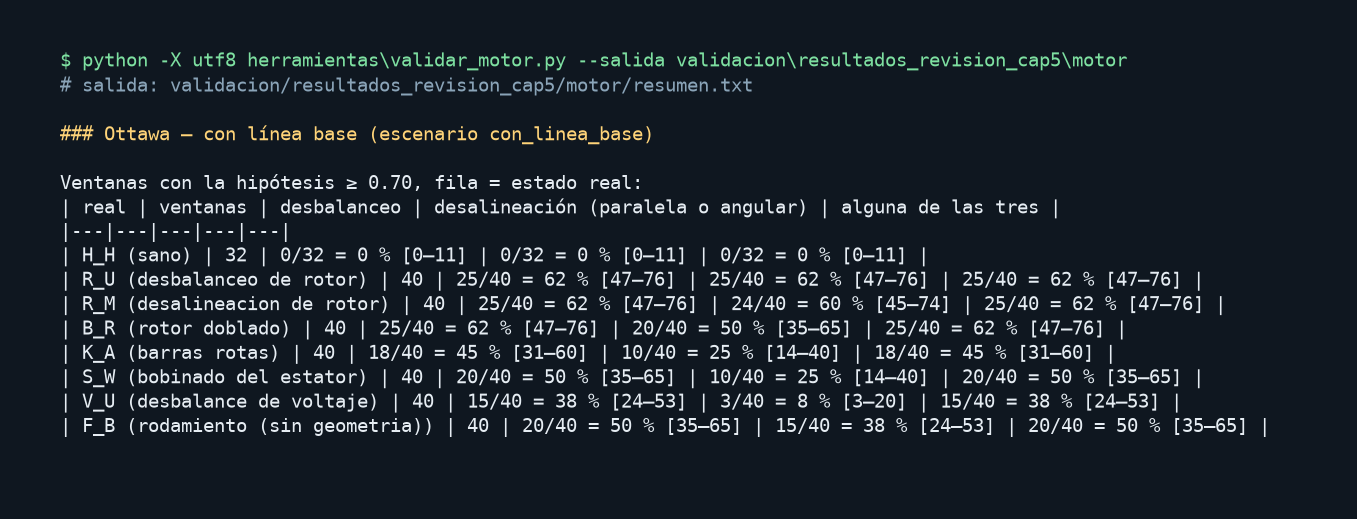 $ python -X utf8 herramientas\validar_motor.py --salida validacion\resultados_revision_cap5\motor
# salida: validacion/resultados_revision_cap5/motor/resumen.txt
### Ottawa — con línea base (escenario con_linea_base)
Ventanas con la hipótesis ≥ 0.70, fila = estado real:
| real | ventanas | desbalanceo | desalineación (paralela o angular) | alguna de las tres |
|---|---|---|---|---|
| H_H (sano) | 32 | 0/32 = 0 % [0–11] | 0/32 = 0 % [0–11] | 0/32 = 0 % [0–11] |
| R_U (desbalanceo de rotor) | 40 | 25/40 = 62 % [47–76] | 25/40 = 62 % [47–76] | 25/40 = 62 % [47–76] |
| R_M (desalineacion de rotor) | 40 | 25/40 = 62 % [47–76] | 24/40 = 60 % [45–74] | 25/40 = 62 % [47–76] |
| B_R (rotor doblado) | 40 | 25/40 = 62 % [47–76] | 20/40 = 50 % [35–65] | 25/40 = 62 % [47–76] |
| K_A (barras rotas) | 40 | 18/40 = 45 % [31–60] | 10/40 = 25 % [14–40] | 18/40 = 45 % [31–60] |
| S_W (bobinado del estator) | 40 | 20/40 = 50 % [35–65] | 10/40 = 25 % [14–40] | 20/40 = 50 % [35–65] |
| V_U (desbalance de voltaje) | 40 | 15/40 = 38 % [24–53] | 3/40 = 8 % [3–20] | 15/40 = 38 % [24–53] |
| F_B (rodamiento (sin geometria)) | 40 | 20/40 = 50 % [35–65] | 15/40 = 38 % [24–53] | 20/40 = 50 % [35–65] |